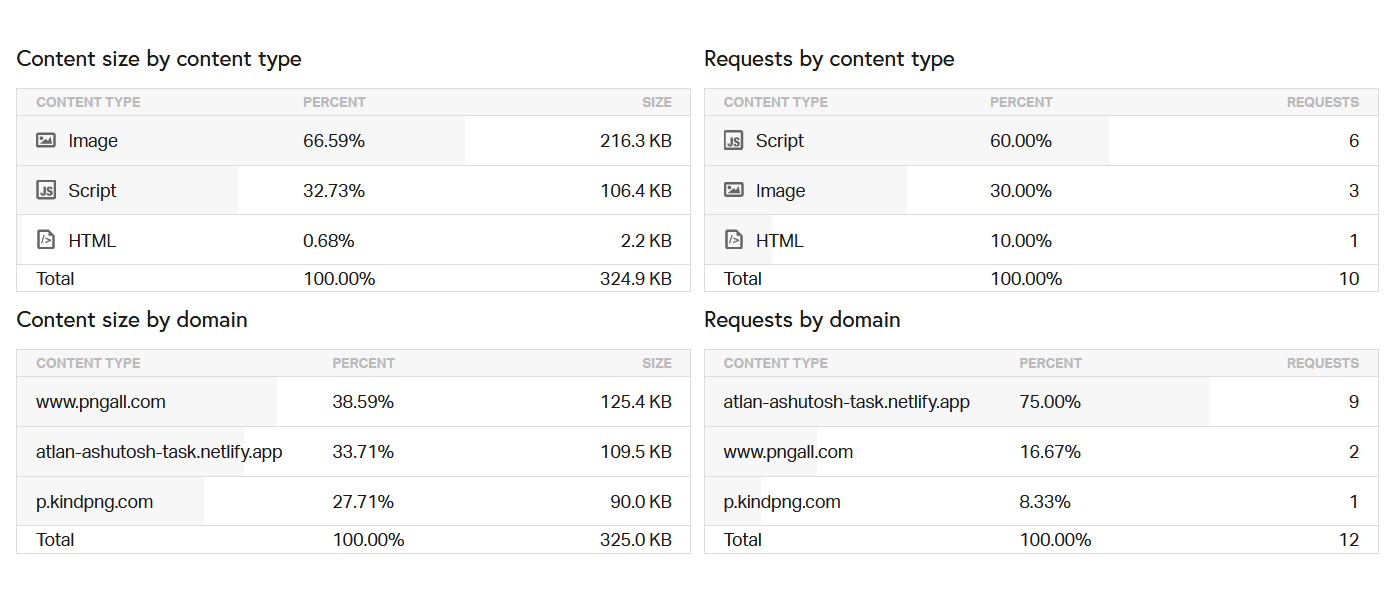 Content size by content type
CONTENT TYPE PERCENT SIZE
Image 66.59% 216.3 KB
Script 32.73% 106.4 KB
HTML 0.68% 2.2 KB
Total 100.00% 324.9 KB
Requests by content type
CONTENT TYPE PERCENT REQUESTS
JS Script 60.00% 6
Image 30.00% 3
HTML 10.00% 1
Total 100.00% 10
Content size by domain
CONTENT TYPE PERCENT SIZE
www.pngall.com 38.59% 125.4 KB
atlan-ashutosh-task.netlify.app 33.71% 109.5 KB
p.kindpng.com 27.71% 90.0 KB
Total 100.00% 325.0 KB
Requests by domain
CONTENT TYPE PERCENT REQUESTS
atlan-ashutosh-task.netlify.app 75.00% 9
www.pngall.com 16.67% 2
p.kindpng.com 8.33% 1
Total 100.00% 12